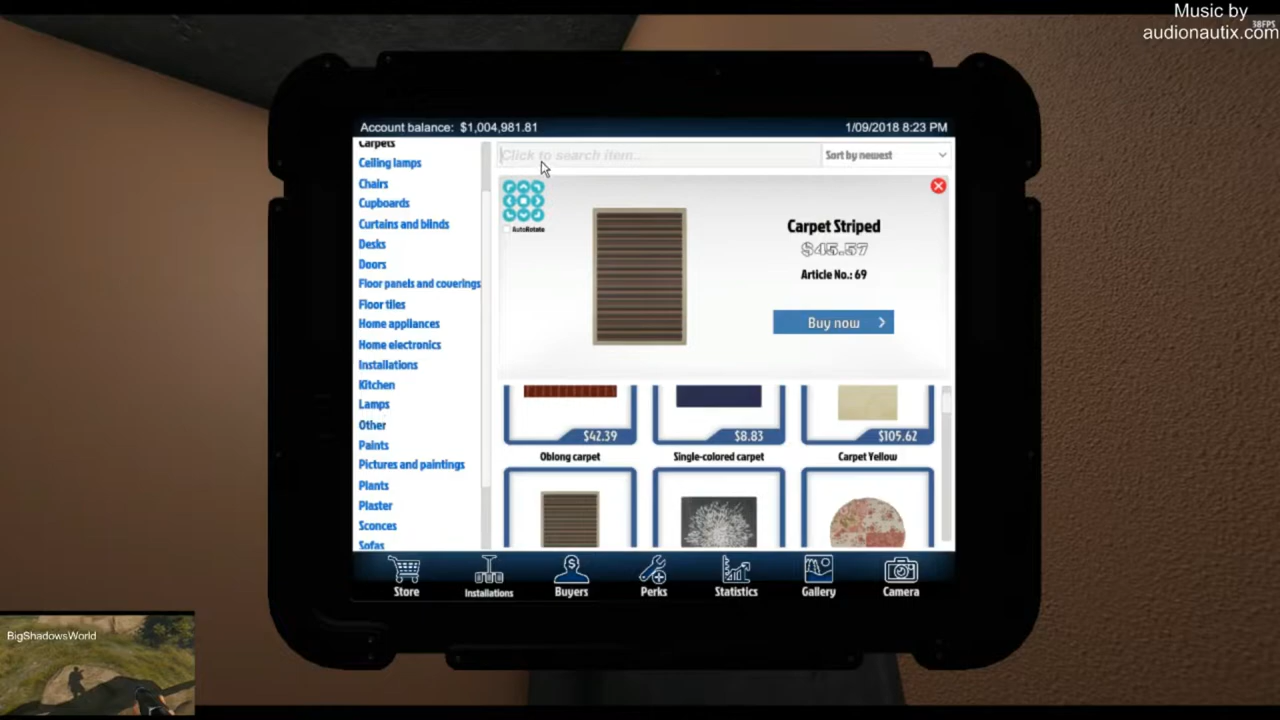 Music by
38FPS
audionautix.com
Account balance: $1,004,981.81
1/09/2018 8:23 PM
Carpets
Ceiling lamps
Chairs
Cupboards
Curtains and blinds
Desks
Doors
Floor panels and coverings
Floor tiles
Home appliances
Home electronics
Installations
Kitchen
Lamps
Other
Paints
Pictures and paintings
Plants
Plaster
Sconces
Sofas
Click to search item...
Sort by newest
AutoRotate
Carpet Striped
$45.57
Article No.: 69
Buy now
$42.39
$8.83
$105.62
Oblong carpet
Single-colored carpet
Carpet Yellow
Store
Installations
Buyers
Perks
Statistics
Gallery
Camera
BigShadowsWorld